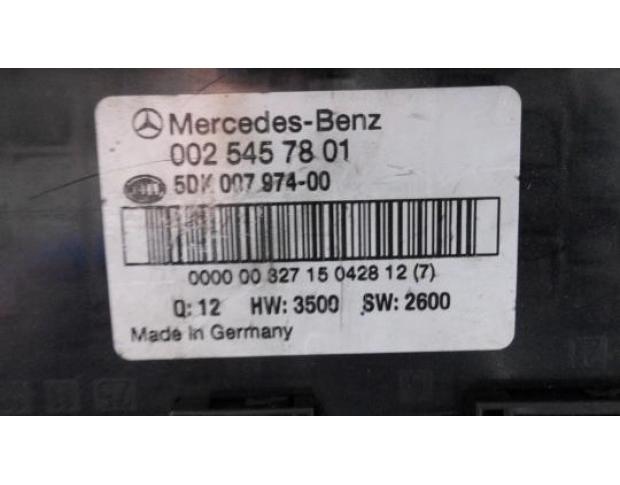 Mercedes-Benz
002 545 78 01
HELLA 5DK 007 974-00
0000 00 327 15 0428 12 (7)
Q: 12 HW: 3500 SW: 2600
Made in Germany